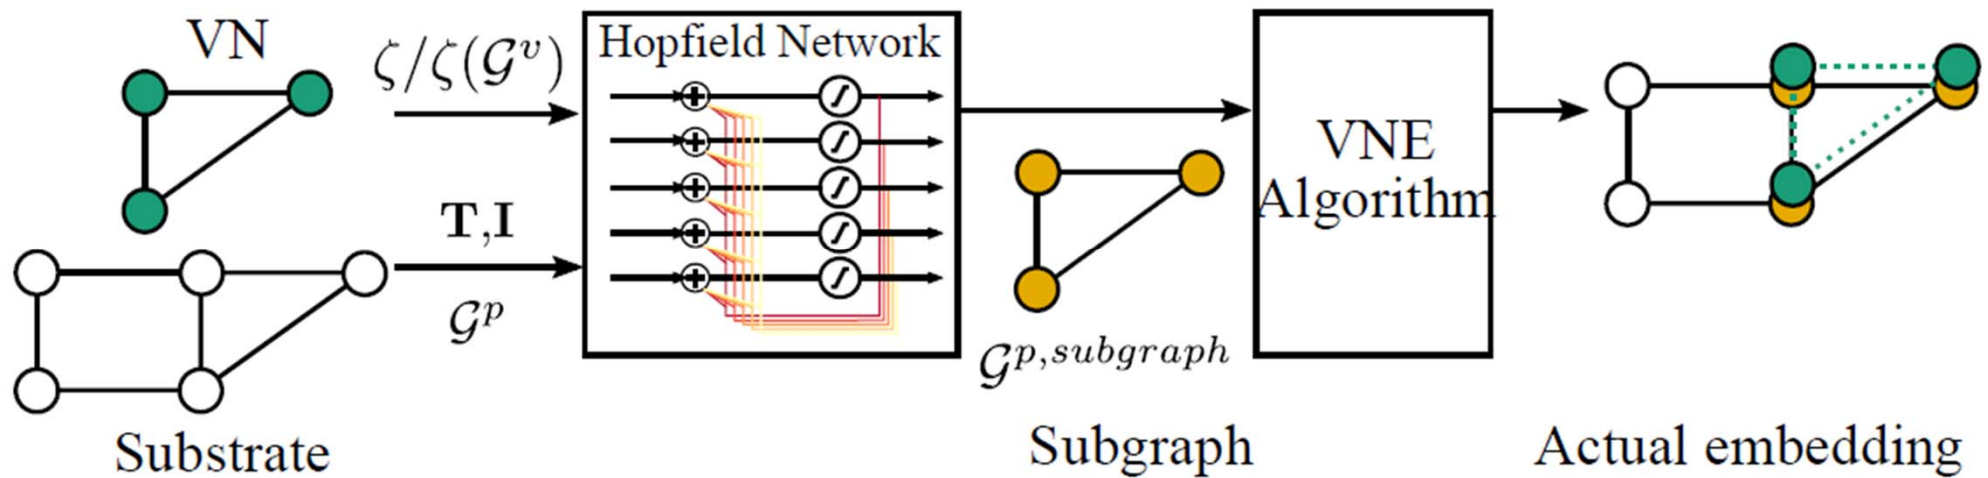 VN
ζ/ζ(𝒢^v)
Hopfield Network
T,I
𝒢^p
Substrate
𝒢^{p,subgraph}
Subgraph
VNE
Algorithm
Actual embedding